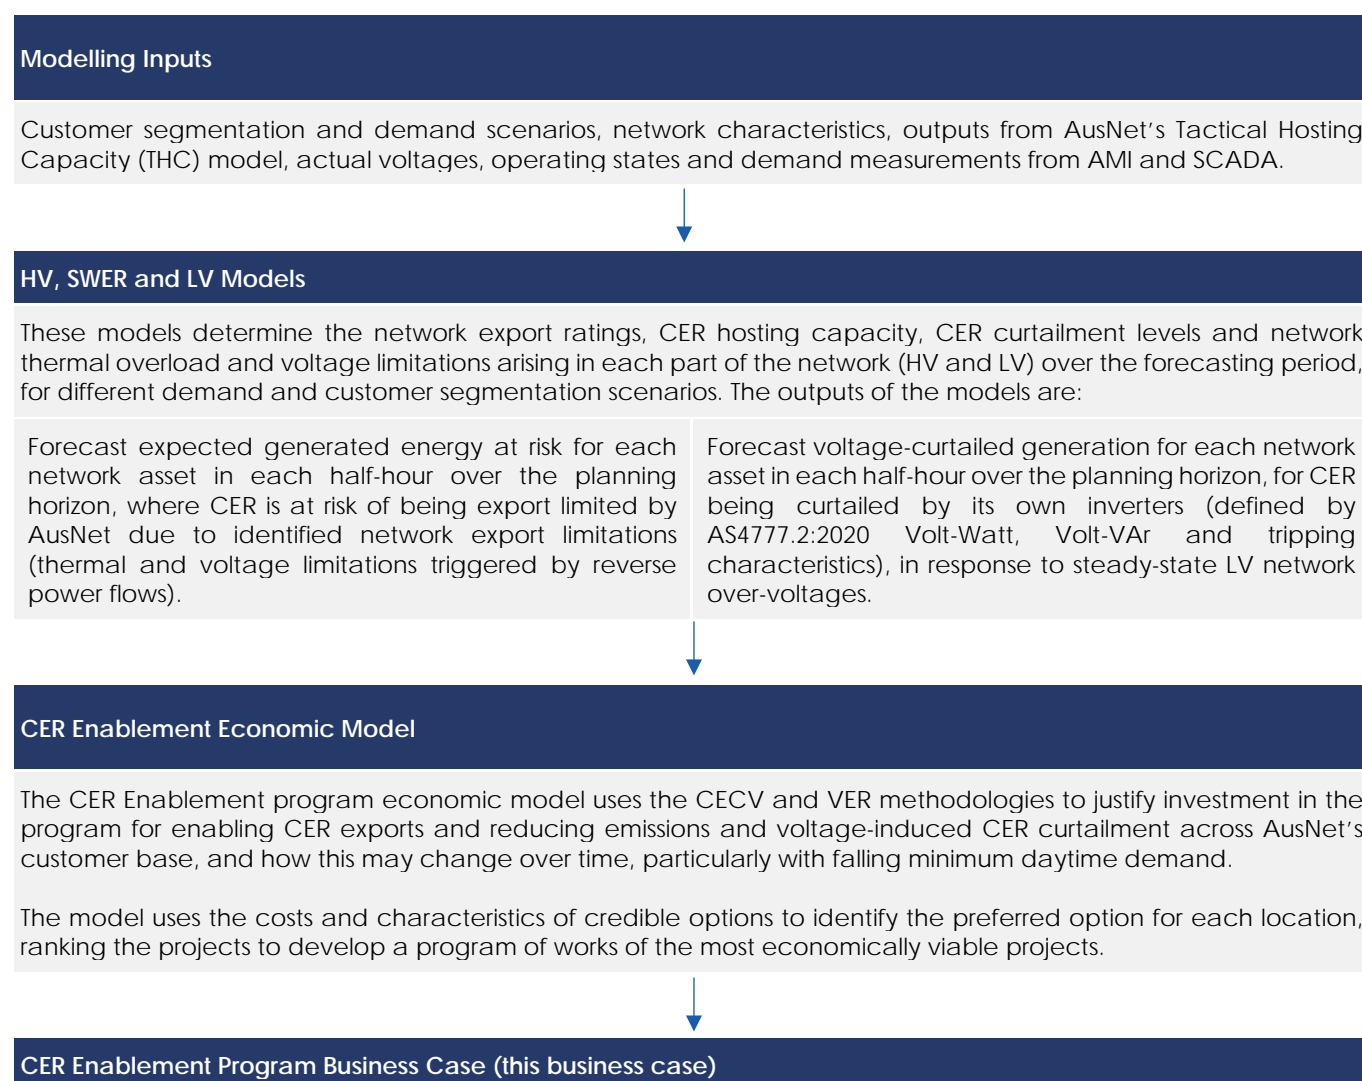 Modelling Inputs
Customer segmentation and demand scenarios, network characteristics, outputs from AusNet’s Tactical Hosting
Capacity (THC) model, actual voltages, operating states and demand measurements from AMI and SCADA.
HV, SWER and LV Models
These models determine the network export ratings, CER hosting capacity, CER curtailment levels and network
thermal overload and voltage limitations arising in each part of the network (HV and LV) over the forecasting period,
for different demand and customer segmentation scenarios. The outputs of the models are:
Forecast expected generated energy at risk for each
network asset in each half-hour over the planning
horizon, where CER is at risk of being export limited by
AusNet due to identified network export limitations
(thermal and voltage limitations triggered by reverse
power flows).
Forecast voltage-curtailed generation for each network
asset in each half-hour over the planning horizon, for CER
being curtailed by its own inverters (defined by
AS4777.2:2020 Volt-Watt, Volt-VAr and tripping
characteristics), in response to steady-state LV network
over-voltages.
CER Enablement Economic Model
The CER Enablement program economic model uses the CECV and VER methodologies to justify investment in the
program for enabling CER exports and reducing emissions and voltage-induced CER curtailment across AusNet’s
customer base, and how this may change over time, particularly with falling minimum daytime demand.
The model uses the costs and characteristics of credible options to identify the preferred option for each location,
ranking the projects to develop a program of works of the most economically viable projects.
CER Enablement Program Business Case (this business case)